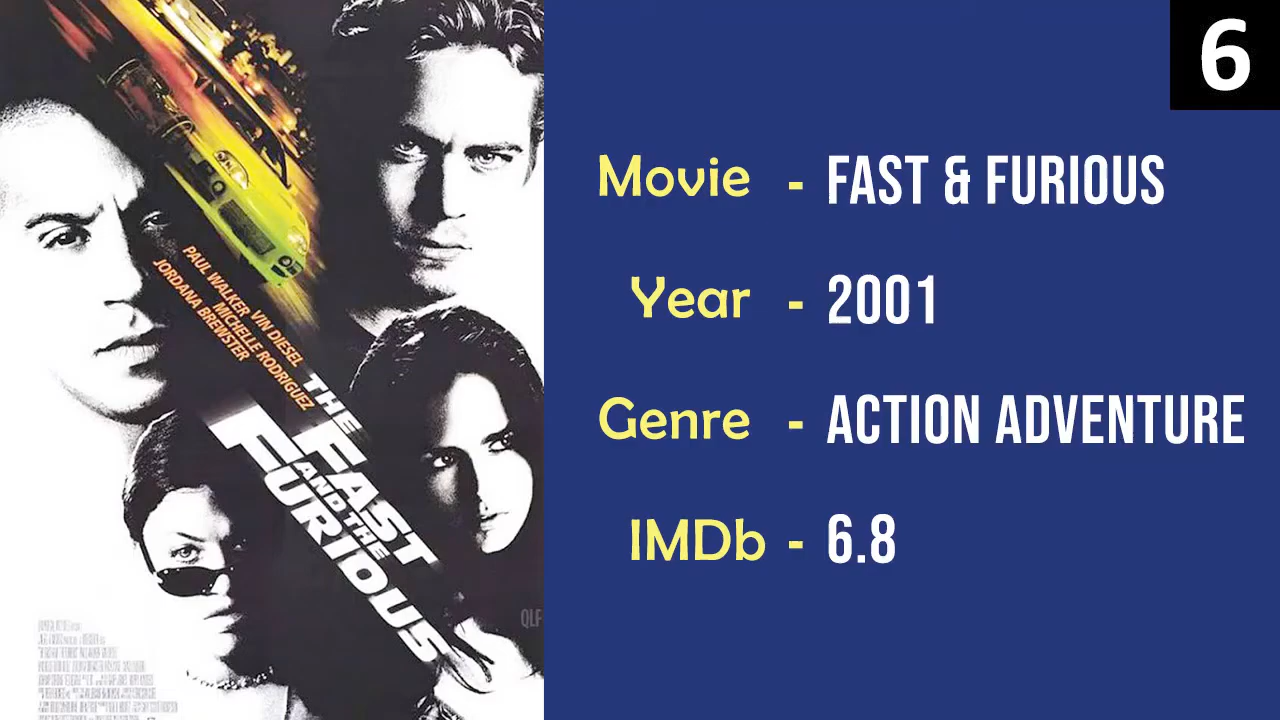 6
PAUL WALKER VIN DIESEL
MICHELLE RODRIGUEZ
JORDANA BREWSTER
THE
FAST
AND THE
FURIOUS
QLF
Movie - FAST & FURIOUS
Year - 2001
Genre - ACTION ADVENTURE
IMDb - 6.8